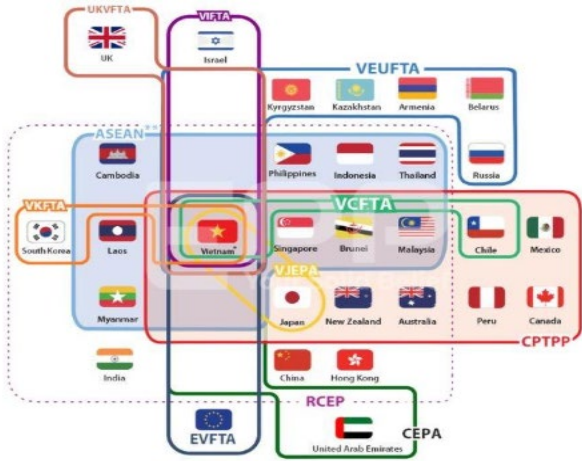 UKVFTA
VIFTA
UK
Israel
VEUFTA
Kyrgyzstan Kazakhstan Armenia Belarus
ASEAN**
Cambodia
Philippines Indonesia Thailand Russia
VKFTA
VCFTA
South Korea Laos Vietnam* Singapore Brunei Malaysia Chile Mexico
VJEPA
Myanmar Japan New Zealand Australia Peru Canada
CPTPP
India China Hong Kong
RCEP
EVFTA
CEPA
United Arab Emirates